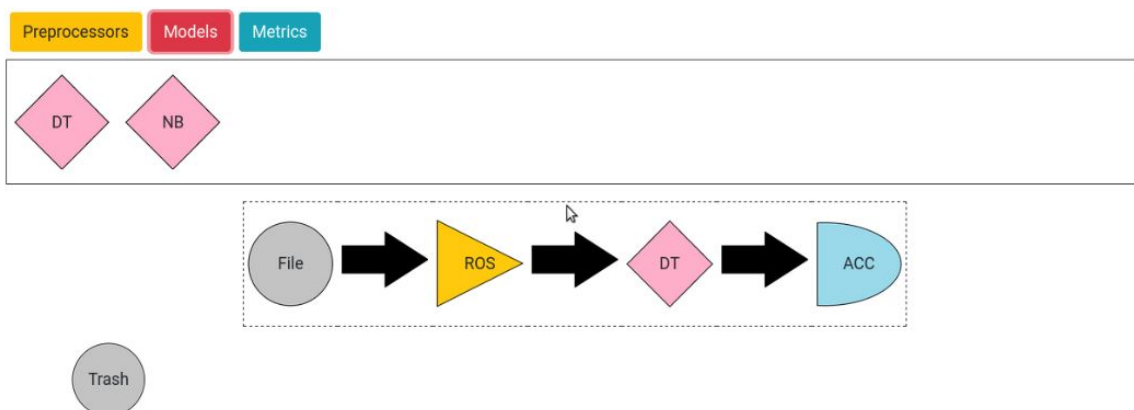 Preprocessors Models Metrics
DT NB
File ROS DT ACC
Trash